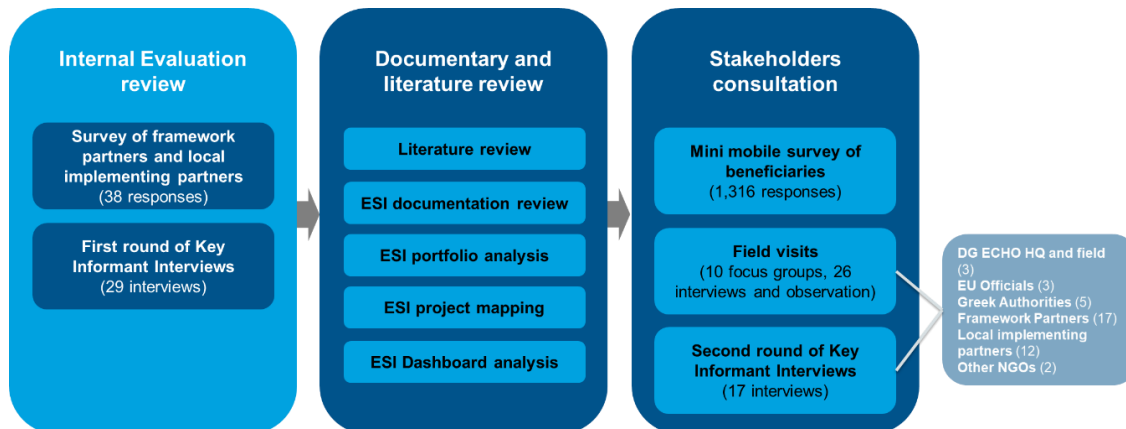 Internal Evaluation
review
Survey of framework
partners and local
implementing partners
(38 responses)
First round of Key
Informant Interviews
(29 interviews)
Documentary and
literature review
Literature review
ESI documentation review
ESI portfolio analysis
ESI project mapping
ESI Dashboard analysis
Stakeholders
consultation
Mini mobile survey of
beneficiaries
(1,316 responses)
Field visits
(10 focus groups, 26
interviews and observation)
Second round of Key
Informant Interviews
(17 interviews)
DG ECHO HQ and field
(3)
EU Officials (3)
Greek Authorities (5)
Framework Partners (17)
Local implementing
partners (12)
Other NGOs (2)